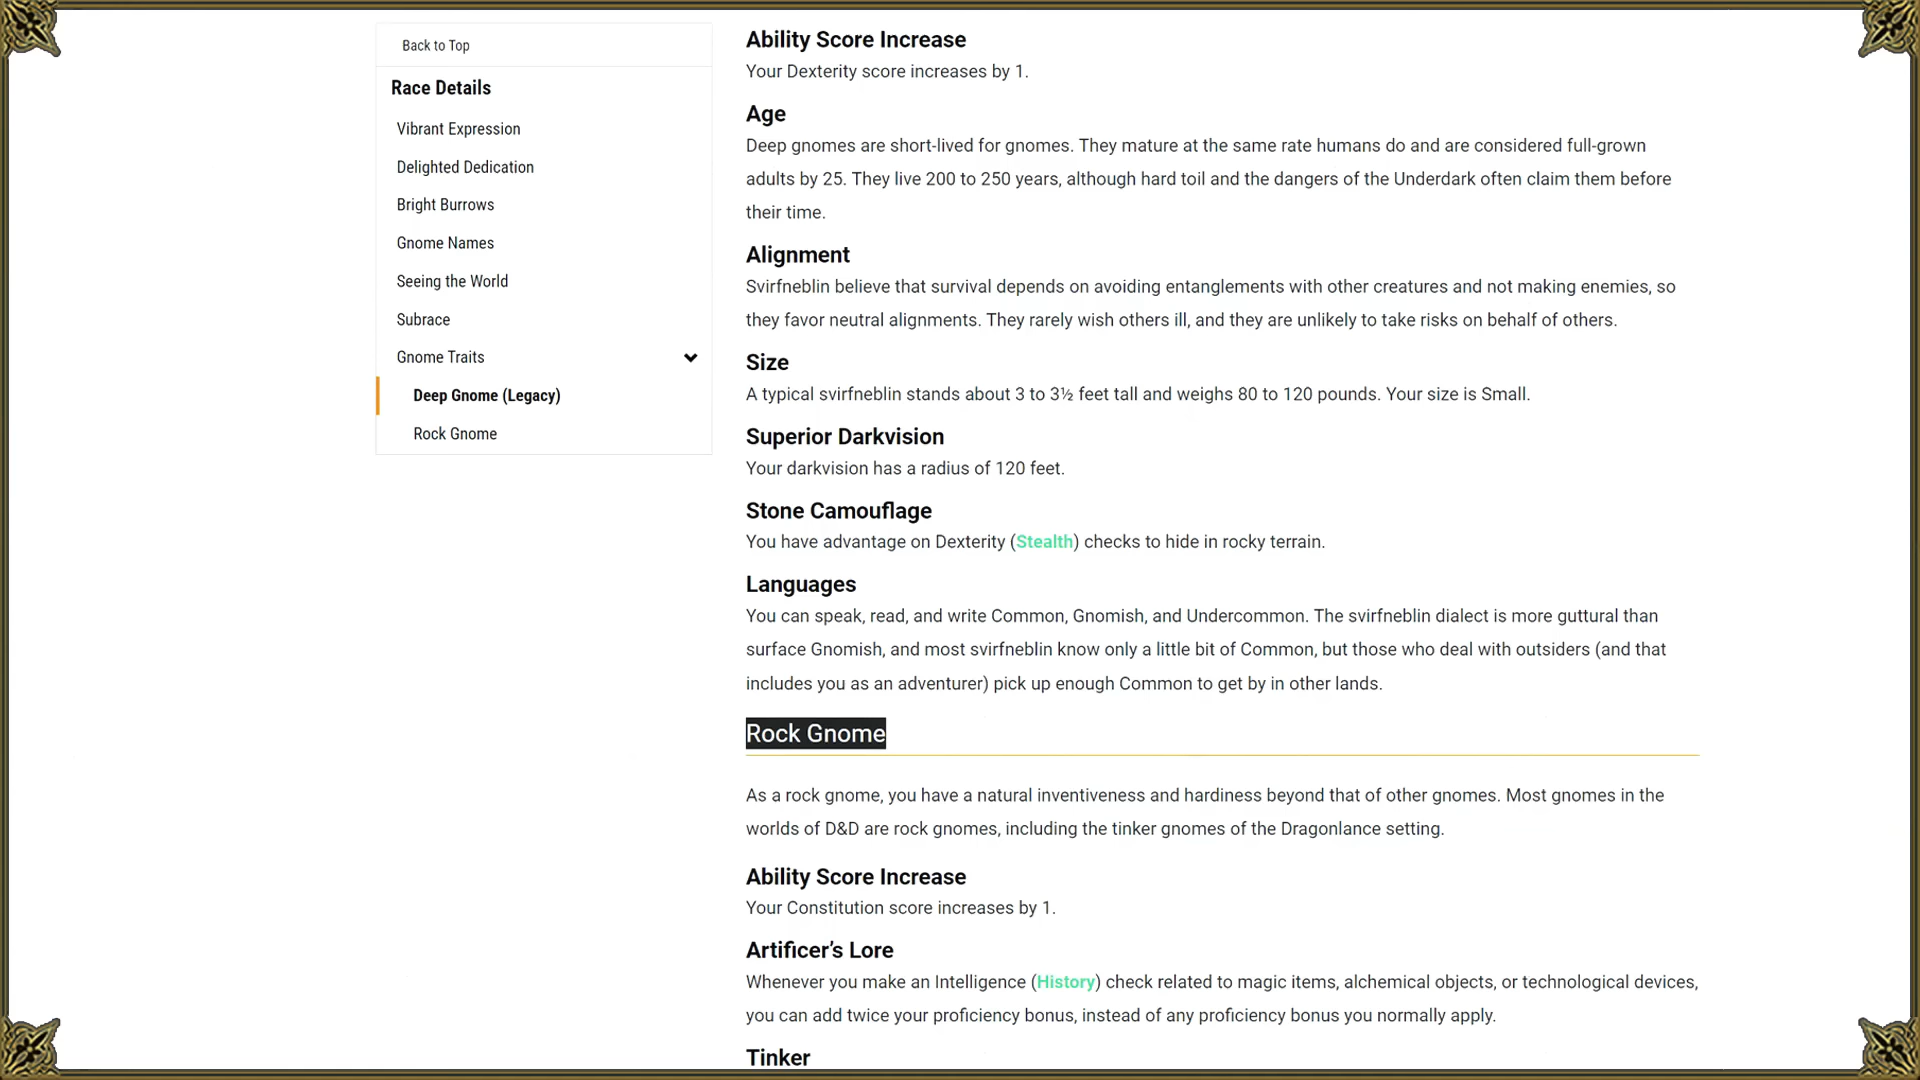 Back to Top
Race Details
Vibrant Expression
Delighted Dedication
Bright Burrows
Gnome Names
Seeing the World
Subrace
Gnome Traits
Deep Gnome (Legacy)
Rock Gnome
Ability Score Increase
Your Dexterity score increases by 1.
Age
Deep gnomes are short-lived for gnomes. They mature at the same rate humans do and are considered full-grown
adults by 25. They live 200 to 250 years, although hard toil and the dangers of the Underdark often claim them before
their time.
Alignment
Svirfneblin believe that survival depends on avoiding entanglements with other creatures and not making enemies, so
they favor neutral alignments. They rarely wish others ill, and they are unlikely to take risks on behalf of others.
Size
A typical svirfneblin stands about 3 to 3½ feet tall and weighs 80 to 120 pounds. Your size is Small.
Superior Darkvision
Your darkvision has a radius of 120 feet.
Stone Camouflage
You have advantage on Dexterity (Stealth) checks to hide in rocky terrain.
Languages
You can speak, read, and write Common, Gnomish, and Undercommon. The svirfneblin dialect is more guttural than
surface Gnomish, and most svirfneblin know only a little bit of Common, but those who deal with outsiders (and that
includes you as an adventurer) pick up enough Common to get by in other lands.
Rock Gnome
As a rock gnome, you have a natural inventiveness and hardiness beyond that of other gnomes. Most gnomes in the
worlds of D&D are rock gnomes, including the tinker gnomes of the Dragonlance setting.
Ability Score Increase
Your Constitution score increases by 1.
Artificer’s Lore
Whenever you make an Intelligence (History) check related to magic items, alchemical objects, or technological devices,
you can add twice your proficiency bonus, instead of any proficiency bonus you normally apply.
Tinker